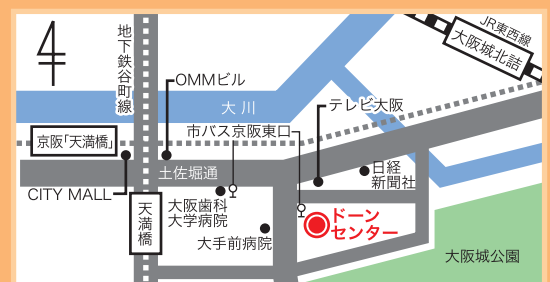 地下鉄谷町線
OMMビル
大川
JR東西線
大阪城北詰
テレビ大阪
市バス京阪東口
京阪「天満橋」
土佐堀通
日経
新聞社
CITY MALL
天満橋
大阪歯科
大学病院
大手前病院
ドーン
センター
大阪城公園